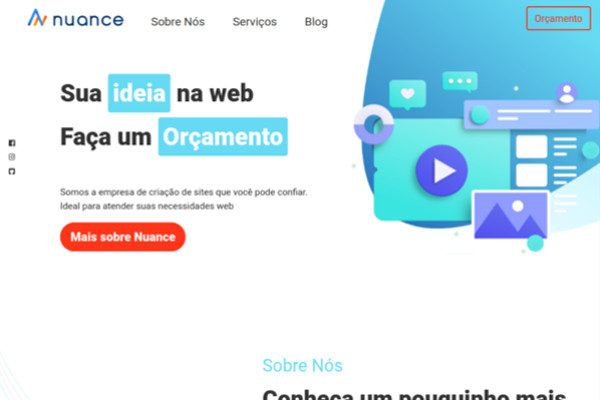 nuance
Sobre Nós
Serviços
Blog
Orçamento
Sua ideia na web
Faça um Orçamento
Somos a empresa de criação de sites que você pode confiar.
Ideal para atender suas necessidades web
Mais sobre Nuance
Sobre Nós
Conheça um pouquinho mais